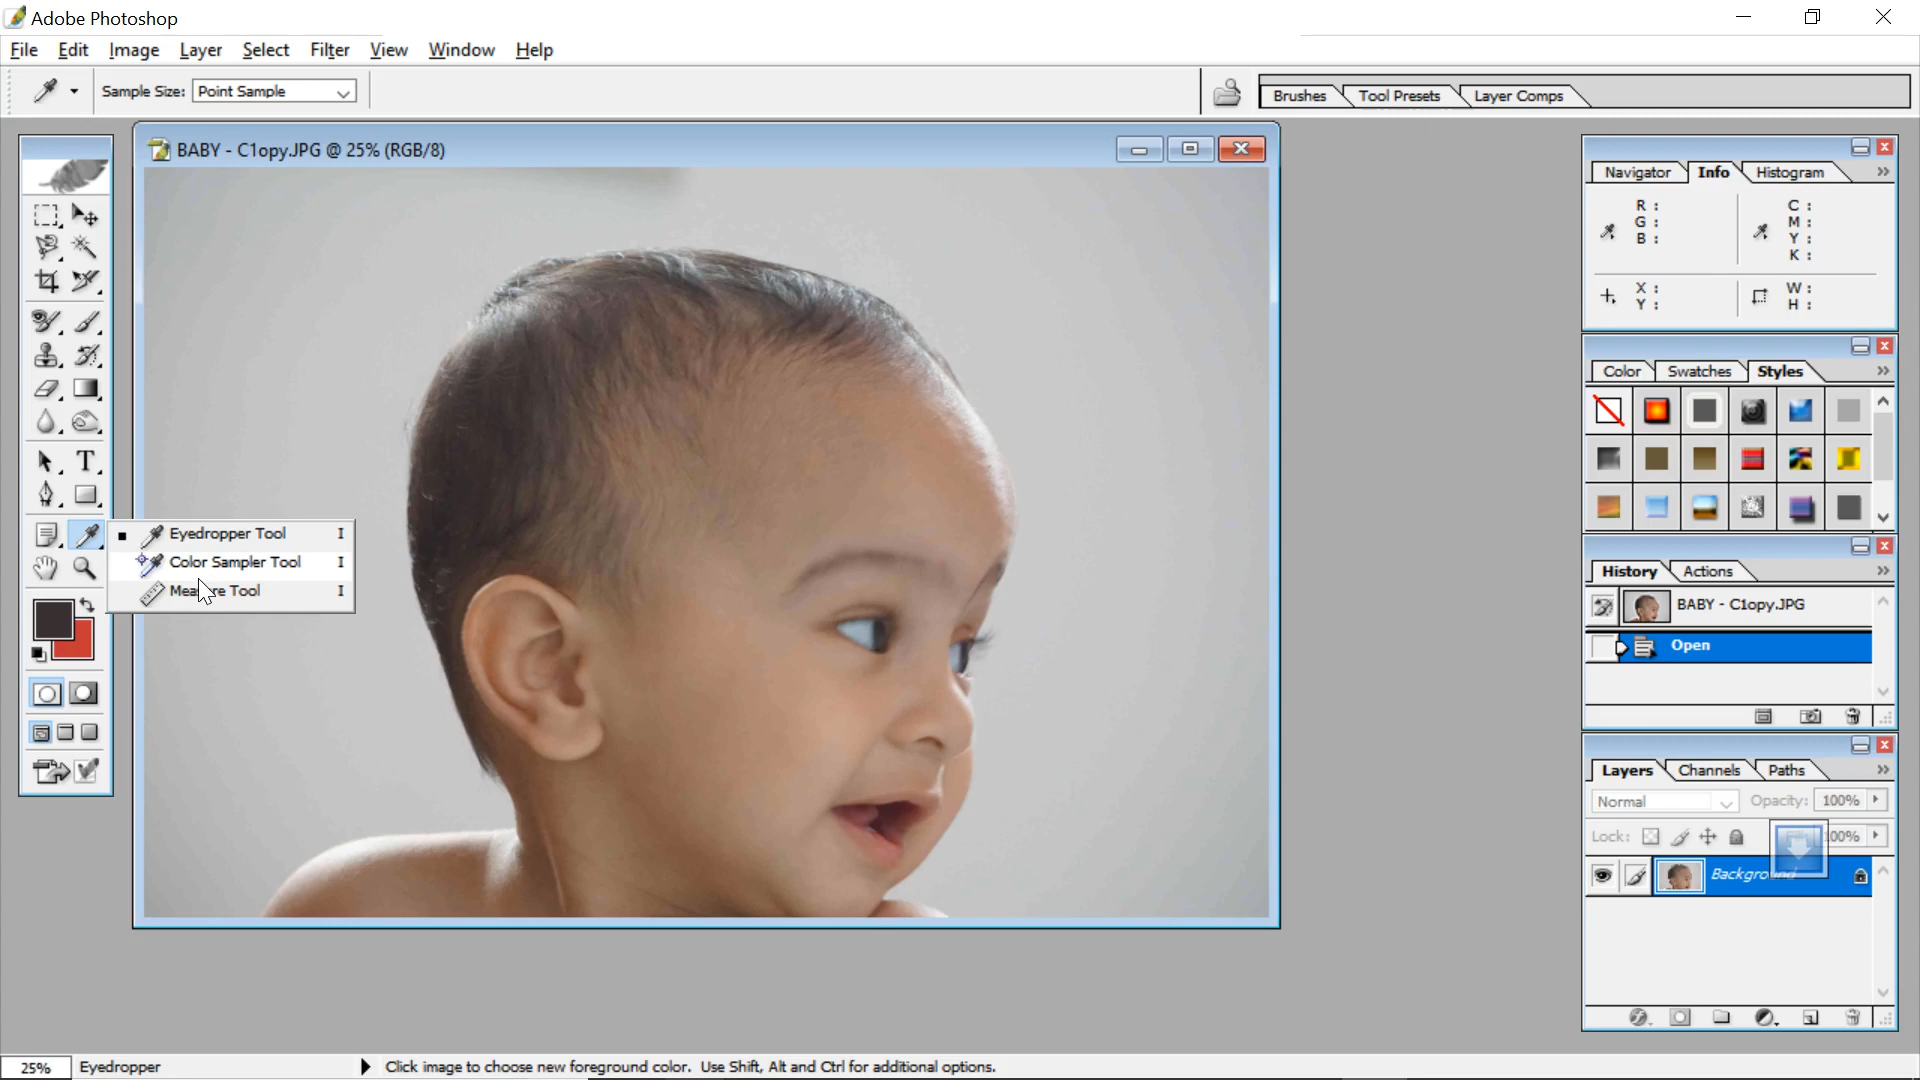 Adobe Photoshop
File Edit Image Layer Select Filter View Window Help
Sample Size: Point Sample
Brushes Tool Presets Layer Comps
BABY - C1opy.JPG @ 25% (RGB/8)
Navigator Info Histogram
R : C :
G : M :
B : Y :
K :
X : W :
Y : H :
Color Swatches Styles
T
Eyedropper Tool I
Color Sampler Tool I
Measure Tool I
History Actions
BABY - C1opy.JPG
Open
Layers Channels Paths
Normal Opacity: 100%
Lock: 100%
Background
25% Eyedropper Click image to choose new foreground color. Use Shift, Alt and Ctrl for additional options.